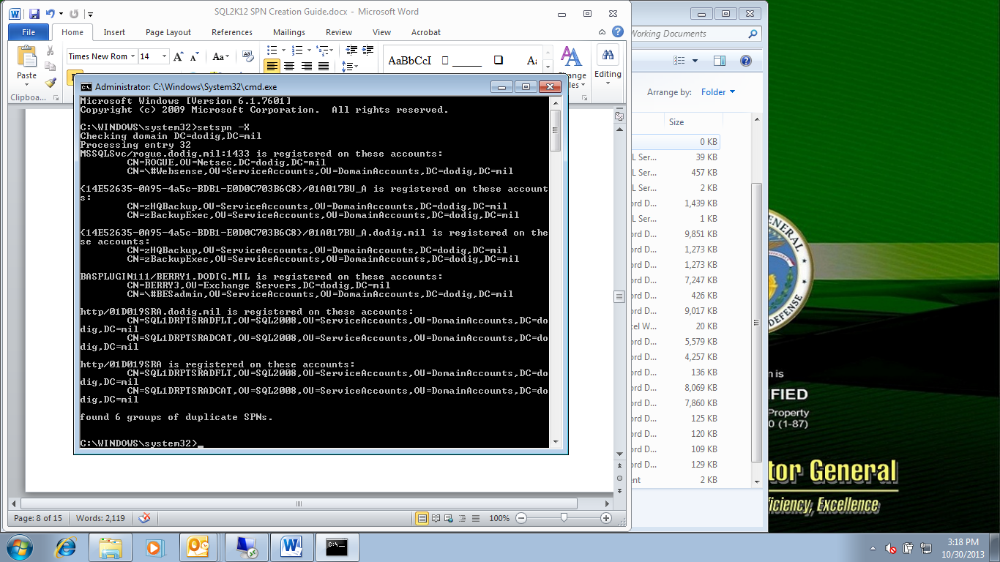 SQL2K12 SPN Creation Guide.docx - Microsoft Word
File Home Insert Page Layout References Mailings Review View Acrobat
Working Documents
Paste
Times New Rom 14
Aa
AaBbCcI
Editing
Clipboa...
Arrange by: Folder
Size
0 KB
L Ser... 39 KB
L Ser... 457 KB
L Ser... 2 KB
ord D... 1,439 KB
L Ser... 1 KB
ord D... 9,851 KB
ord D... 1,273 KB
ord D... 1,273 KB
ord D... 7,247 KB
ord D... 426 KB
ord D... 9,017 KB
cel W... 20 KB
ord D... 5,579 KB
ord D... 4,257 KB
ord D... 136 KB
ord D... 8,069 KB
ord D... 7,860 KB
ord D... 125 KB
ord D... 120 KB
ord D... 109 KB
ord D... 129 KB
ent 2 KB
Administrator: C:\Windows\System32\cmd.exe
Microsoft Windows [Version 6.1.7601]
Copyright (c) 2009 Microsoft Corporation.  All rights reserved.
C:\WINDOWS\system32>setspn -X
Checking domain DC=dodig,DC=mil
Processing entry 32
MSSQLSvc/rogue.dodig.mil:1433 is registered on these accounts:
CN=ROGUE,OU=Netsec,DC=dodig,DC=mil
CN=\#Websense,OU=ServiceAccounts,OU=DomainAccounts,DC=dodig,DC=mil
{14E52635-0A95-4a5c-BDB1-E0D0C703B6C8}/01A017BU_A is registered on these account
s:
CN=zHQBackup,OU=ServiceAccounts,OU=DomainAccounts,DC=dodig,DC=mil
CN=zBackupExec,OU=ServiceAccounts,OU=DomainAccounts,DC=dodig,DC=mil
{14E52635-0A95-4a5c-BDB1-E0D0C703B6C8}/01A017BU_A.dodig.mil is registered on the
se accounts:
CN=zHQBackup,OU=ServiceAccounts,OU=DomainAccounts,DC=dodig,DC=mil
CN=zBackupExec,OU=ServiceAccounts,OU=DomainAccounts,DC=dodig,DC=mil
BASPLUGIN111/BERRY1.DODIG.MIL is registered on these accounts:
CN=BERRY3,OU=Exchange Servers,DC=dodig,DC=mil
CN=\#BESadmin,OU=ServiceAccounts,OU=DomainAccounts,DC=dodig,DC=mil
http/01D019SRA.dodig.mil is registered on these accounts:
CN=SQL1DRPTSRADFLT,OU=SQL2008,OU=ServiceAccounts,OU=DomainAccounts,DC=do
dig,DC=mil
CN=SQL1DRPTSRADCAT,OU=SQL2008,OU=ServiceAccounts,OU=DomainAccounts,DC=do
dig,DC=mil
http/01D019SRA is registered on these accounts:
CN=SQL1DRPTSRADFLT,OU=SQL2008,OU=ServiceAccounts,OU=DomainAccounts,DC=do
dig,DC=mil
CN=SQL1DRPTSRADCAT,OU=SQL2008,OU=ServiceAccounts,OU=DomainAccounts,DC=do
dig,DC=mil
found 6 groups of duplicate SPNs.
C:\WINDOWS\system32>_
GENERAL
DEFENSE
n is
IFIED
Property
0 (1-87)
tor General
ficiency, Excellence
Page: 8 of 15 Words: 2,119 100%
3:18 PM
10/30/2013